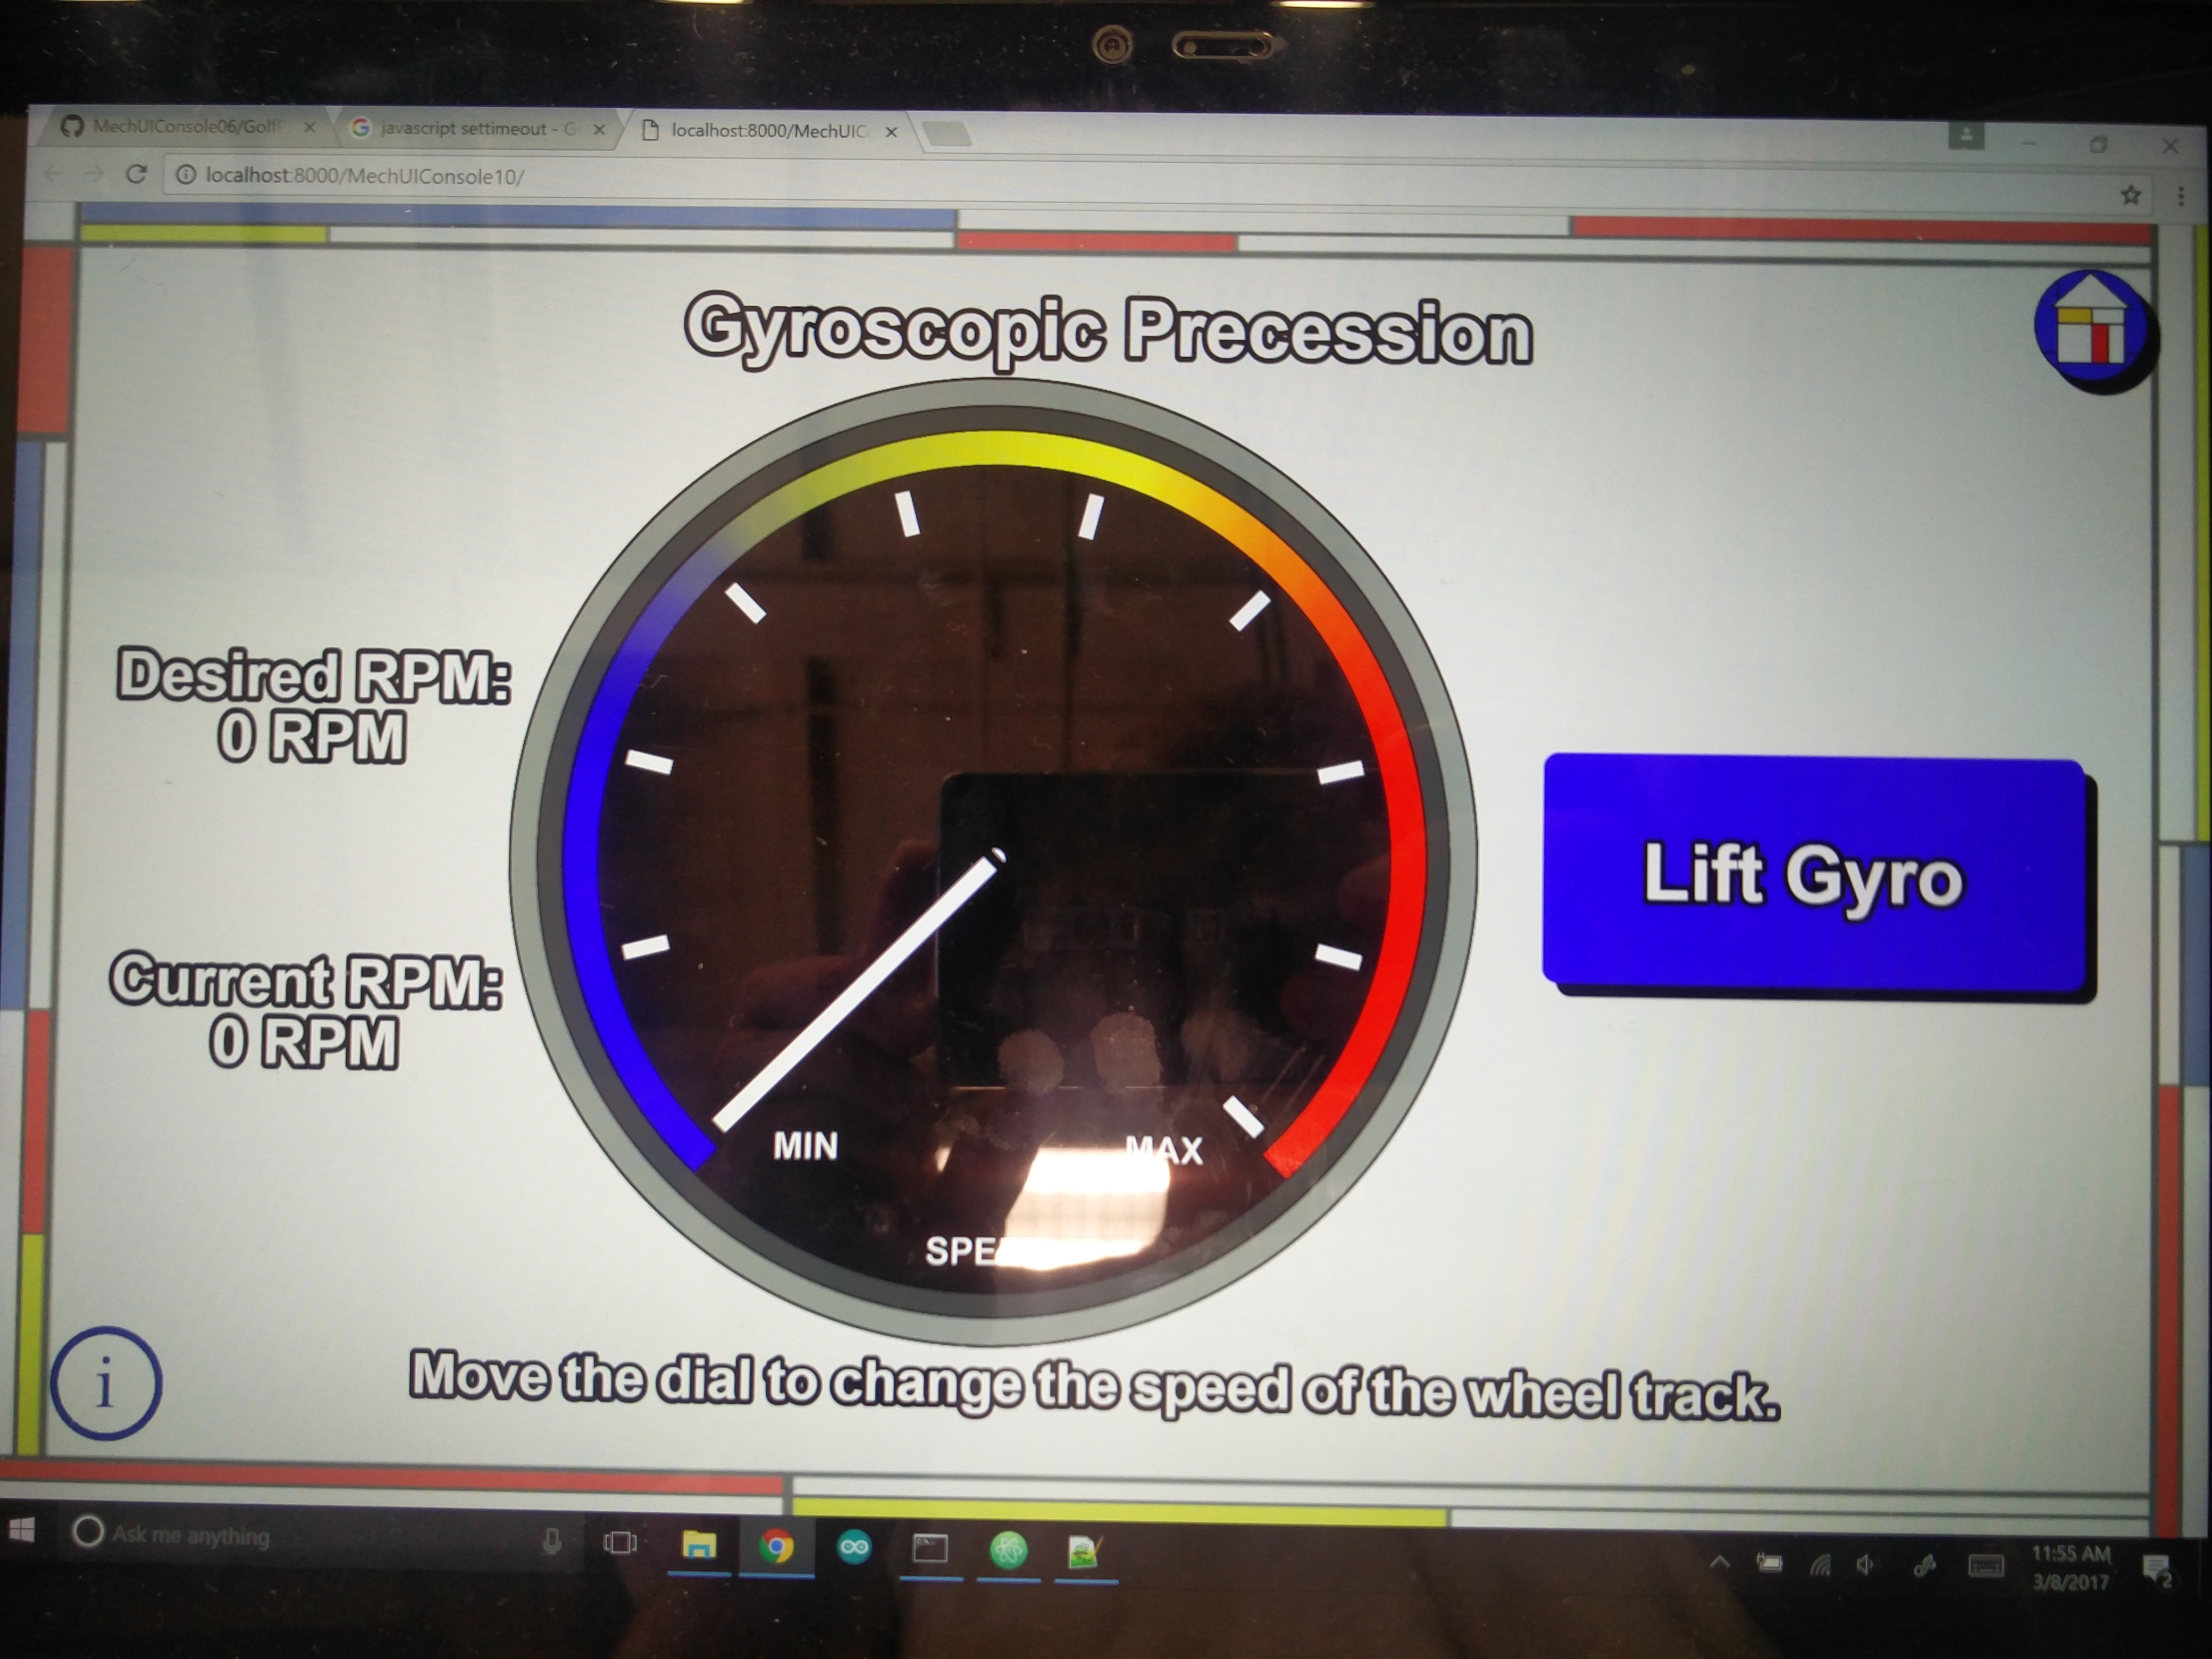 MechUIConsole06/Golf
javascript settimeout - G
localhost:8000/MechUIC
localhost:8000/MechUIConsole10/
Gyroscopic Precession
Desired RPM:
0 RPM
Current RPM:
0 RPM
Lift Gyro
MIN
MAX
SPE
i
Move the dial to change the speed of the wheel track.
Ask me anything
11:55 AM
3/8/2017
2